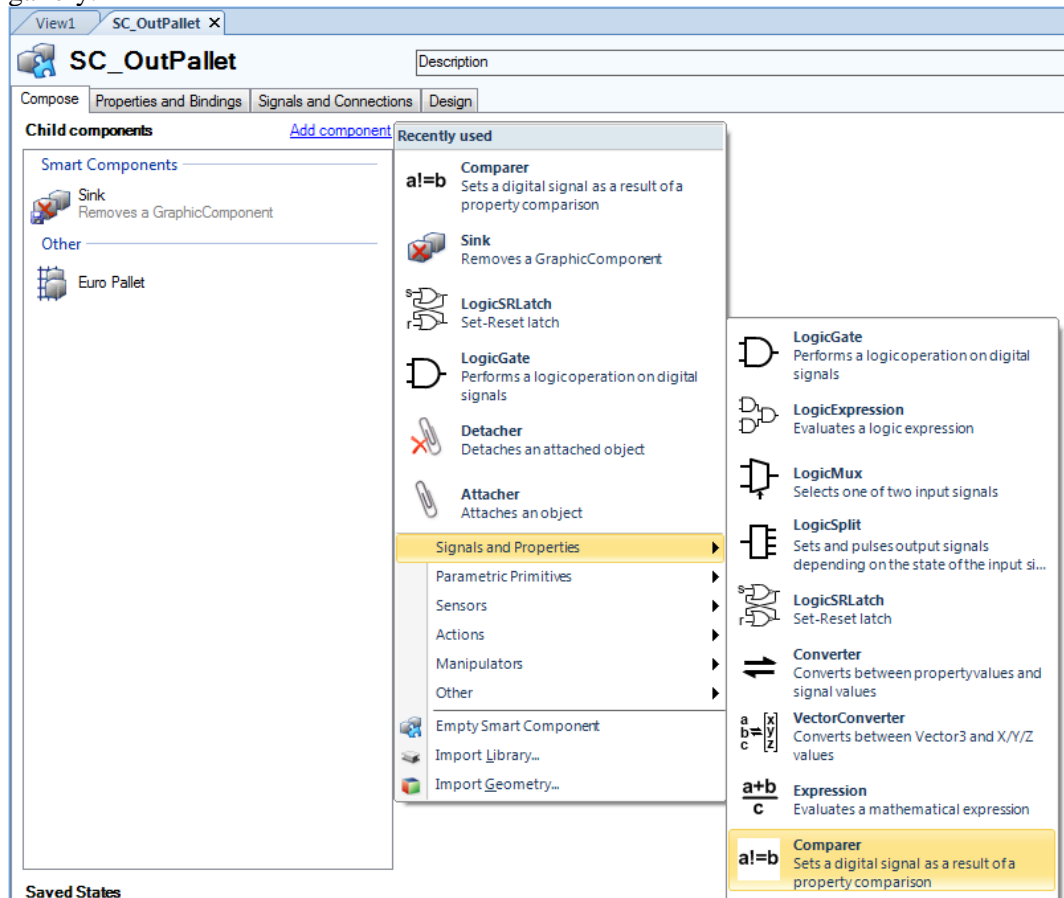 gallery.
View1
SC_OutPallet
SC_OutPallet
Description
Compose
Properties and Bindings
Signals and Connections
Design
Child components
Add component
Smart Components
Sink
Removes a GraphicComponent
Other
Euro Pallet
Saved States
Recently used
a!=b
Comparer
Sets a digital signal as a result of a
property comparison
Sink
Removes a GraphicComponent
s
r
LogicSRLatch
Set-Reset latch
LogicGate
Performs a logic operation on digital
signals
Detacher
Detaches an attached object
Attacher
Attaches an object
Signals and Properties
Parametric Primitives
Sensors
Actions
Manipulators
Other
Empty Smart Component
Import Library...
Import Geometry...
LogicGate
Performs a logic operation on digital
signals
LogicExpression
Evaluates a logic expression
LogicMux
Selects one of two input signals
LogicSplit
Sets and pulses output signals
depending on the state of the input si...
s
r
LogicSRLatch
Set-Reset latch
Converter
Converts between property values and
signal values
a [x]
b⇌[y]
c [z]
VectorConverter
Converts between Vector3 and X/Y/Z
values
a+b
c
Expression
Evaluates a mathematical expression
a!=b
Comparer
Sets a digital signal as a result of a
property comparison